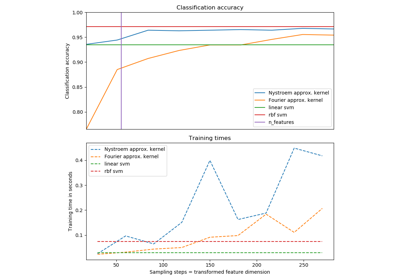 Classification accuracy
1.00
0.95
0.90
0.85
0.80
Classification accuracy
Nystroem approx. kernel
Fourier approx. kernel
linear svm
rbf svm
n_features
Training times
Nystroem approx. kernel
Fourier approx. kernel
linear svm
rbf svm
0.4
0.3
0.2
0.1
Training time in seconds
50 100 150 200 250
Sampling steps = transformed feature dimension